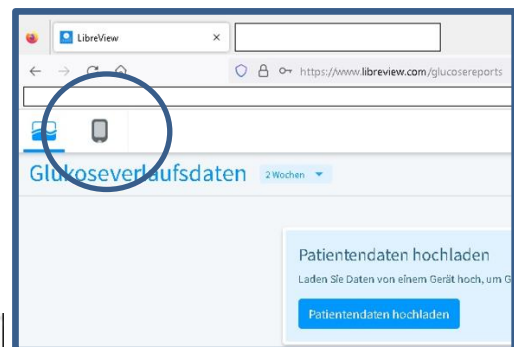 LibreView
https://www.libreview.com/glucosereports
Glukoseverlaufsdaten 2 Wochen
Patientendaten hochladen
Laden Sie Daten von einem Gerät hoch, um G
Patientendaten hochladen